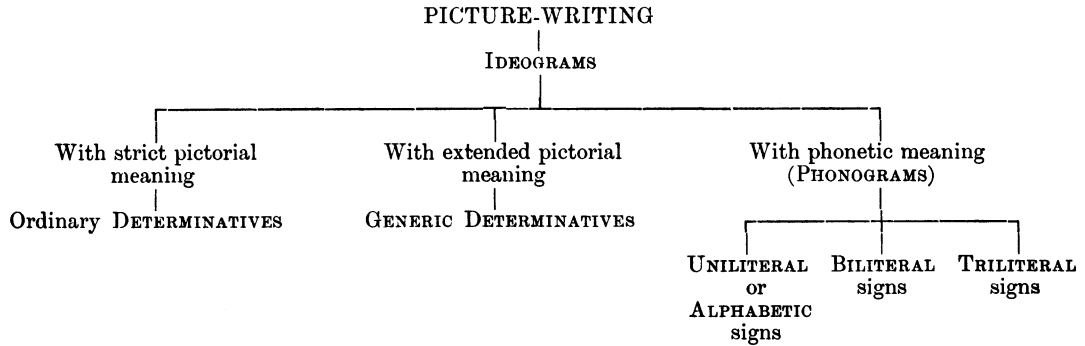 PICTURE-WRITING
IDEOGRAMS
With strict pictorial
meaning
Ordinary DETERMINATIVES
With extended pictorial
meaning
GENERIC DETERMINATIVES
With phonetic meaning
(PHONOGRAMS)
UNILITERAL
or
ALPHABETIC
signs
BILITERAL
signs
TRILITERAL
signs